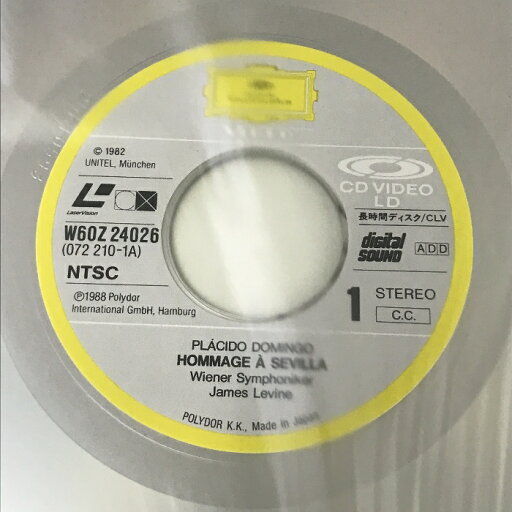 © 1982
UNITEL, München
CD VIDEO
LD
LaserVision
長時間ディスク/CLV
W60Z 24026
(072 210-1A)
digital
SOUND
ADD
NTSC
1
STEREO
C.C.
℗1988 Polydor
International GmbH, Hamburg
PLÁCIDO DOMINGO
HOMMAGE À SEVILLA
Wiener Symphoniker
James Levine
POLYDOR K.K., Made in Japan